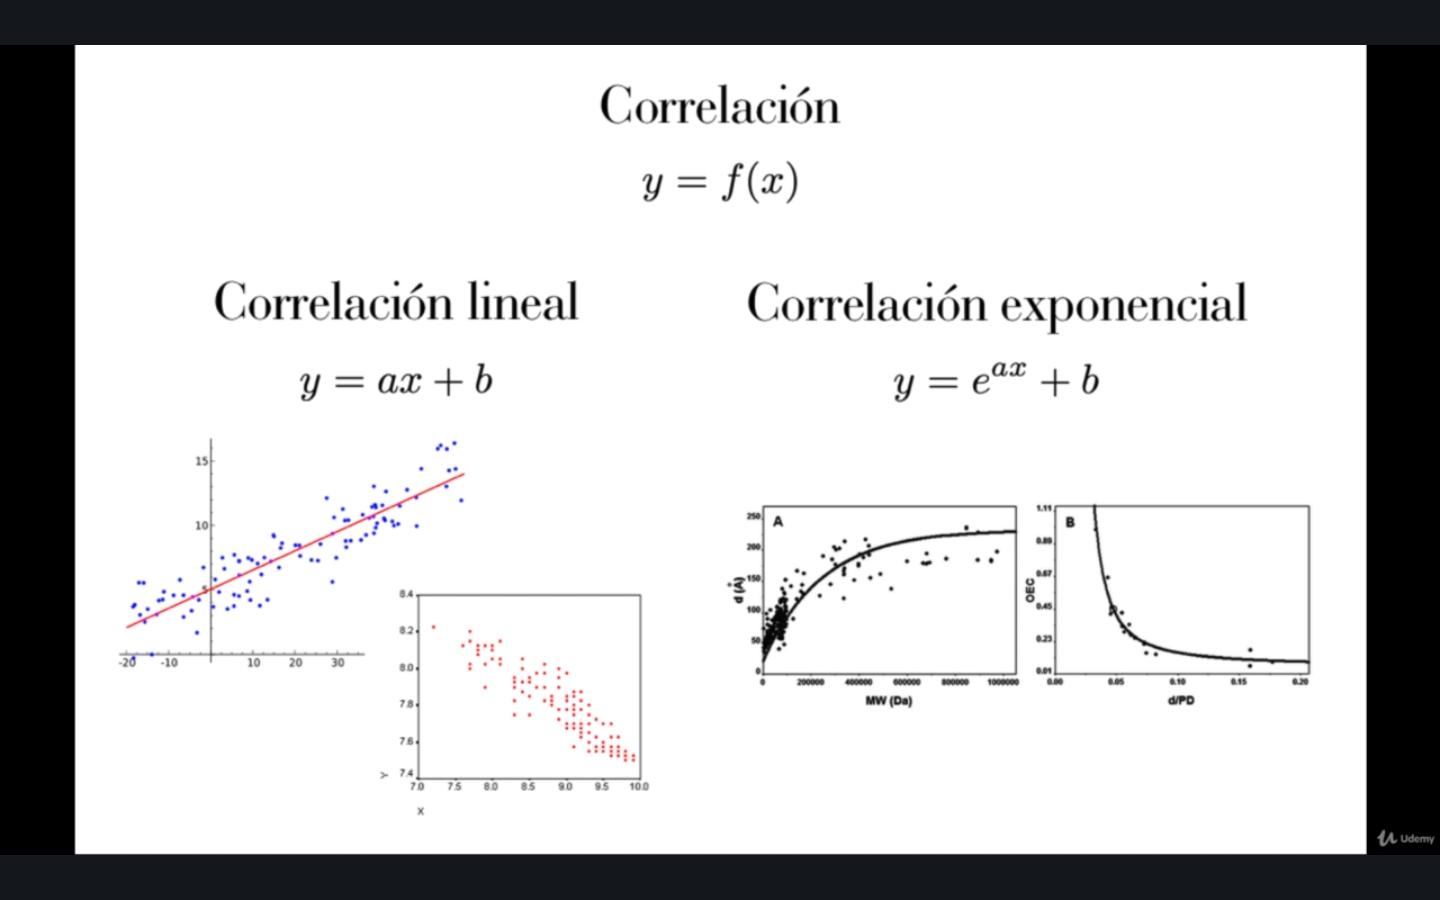 Correlación
y = f(x)
Correlación lineal
y = ax + b
Correlación exponencial
y = e^{ax} + b
15
10
5
-20 -10 10 20 30
8.4
8.2
8.0
7.8
7.6
7.4
Y
7.0 7.5 8.0 8.5 9.0 9.5 10.0
X
A
250
200
150
100
50
0
d (Å)
0 200000 400000 600000 800000 1000000
MW (Da)
B
1.11
0.89
0.67
0.45
0.23
0.01
OEC
0.00 0.05 0.10 0.15 0.20
d/PD
Udemy